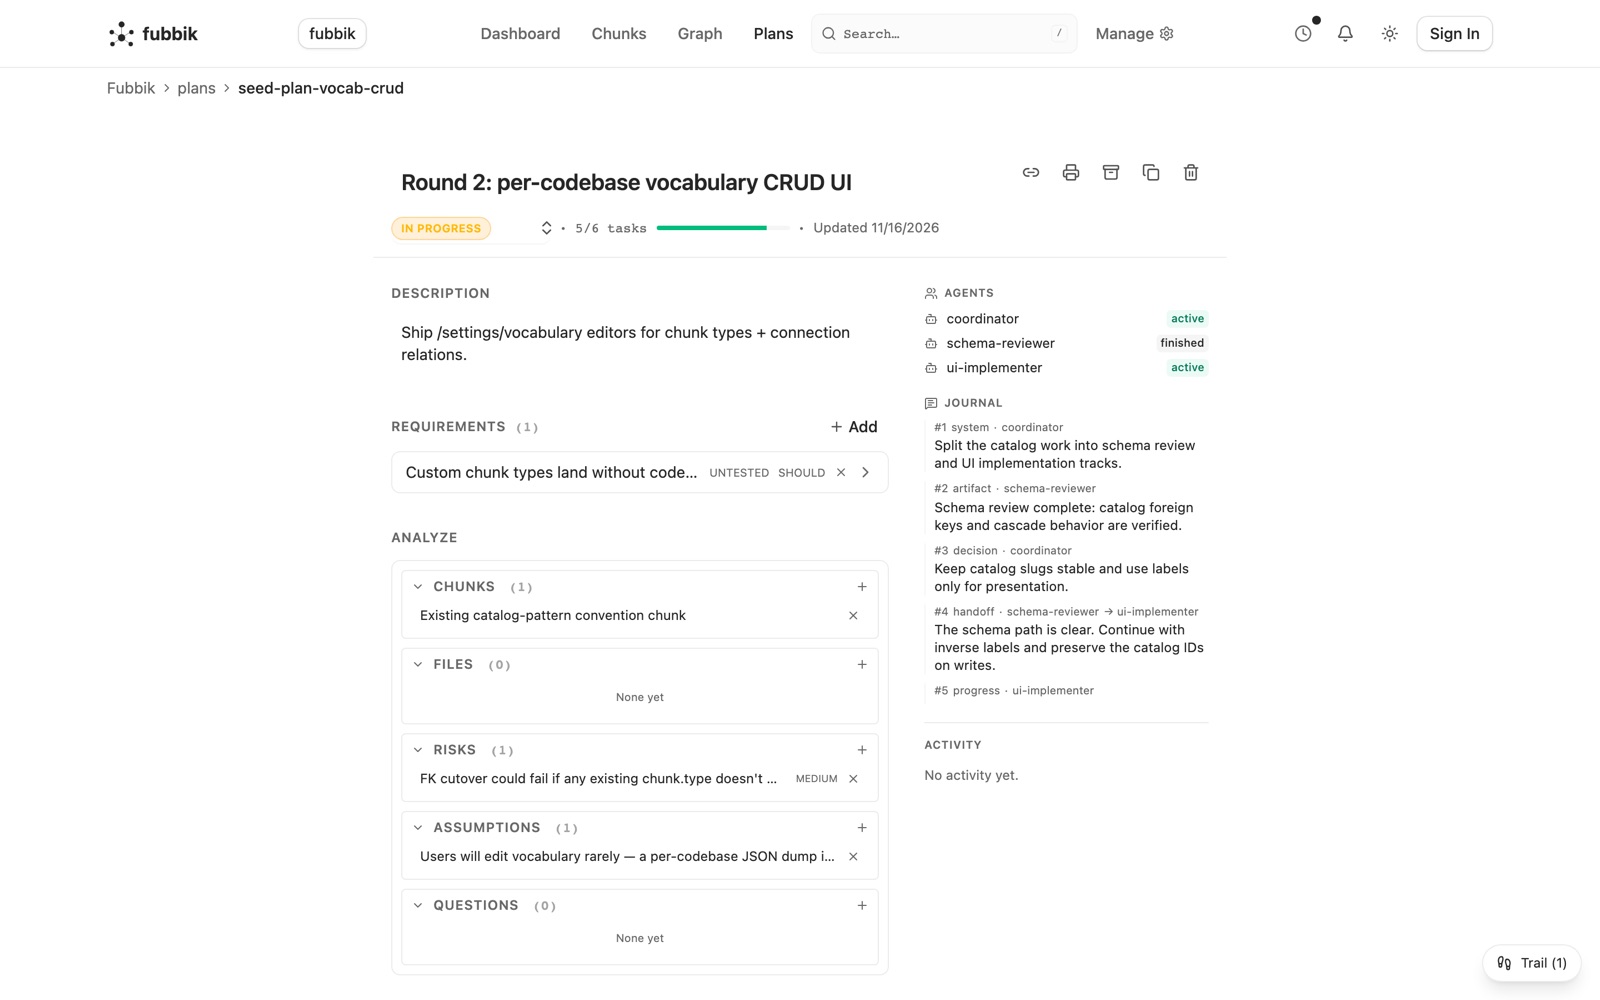 fubbik
fubbik
Dashboard
Chunks
Graph
Plans
Search…
/
Manage
Sign In
Fubbik > plans > seed-plan-vocab-crud
Round 2: per-codebase vocabulary CRUD UI
IN PROGRESS
• 5/6 tasks
• Updated 11/16/2026
DESCRIPTION
Ship /settings/vocabulary editors for chunk types + connection
relations.
REQUIREMENTS (1)
+ Add
Custom chunk types land without code… UNTESTED SHOULD
ANALYZE
CHUNKS (1)
Existing catalog-pattern convention chunk
FILES (0)
None yet
RISKS (1)
FK cutover could fail if any existing chunk.type doesn't … MEDIUM
ASSUMPTIONS (1)
Users will edit vocabulary rarely — a per-codebase JSON dump i…
QUESTIONS (0)
None yet
AGENTS
coordinator active
schema-reviewer finished
ui-implementer active
JOURNAL
#1 system · coordinator
Split the catalog work into schema review
and UI implementation tracks.
#2 artifact · schema-reviewer
Schema review complete: catalog foreign
keys and cascade behavior are verified.
#3 decision · coordinator
Keep catalog slugs stable and use labels
only for presentation.
#4 handoff · schema-reviewer → ui-implementer
The schema path is clear. Continue with
inverse labels and preserve the catalog IDs
on writes.
#5 progress · ui-implementer
ACTIVITY
No activity yet.
Trail (1)